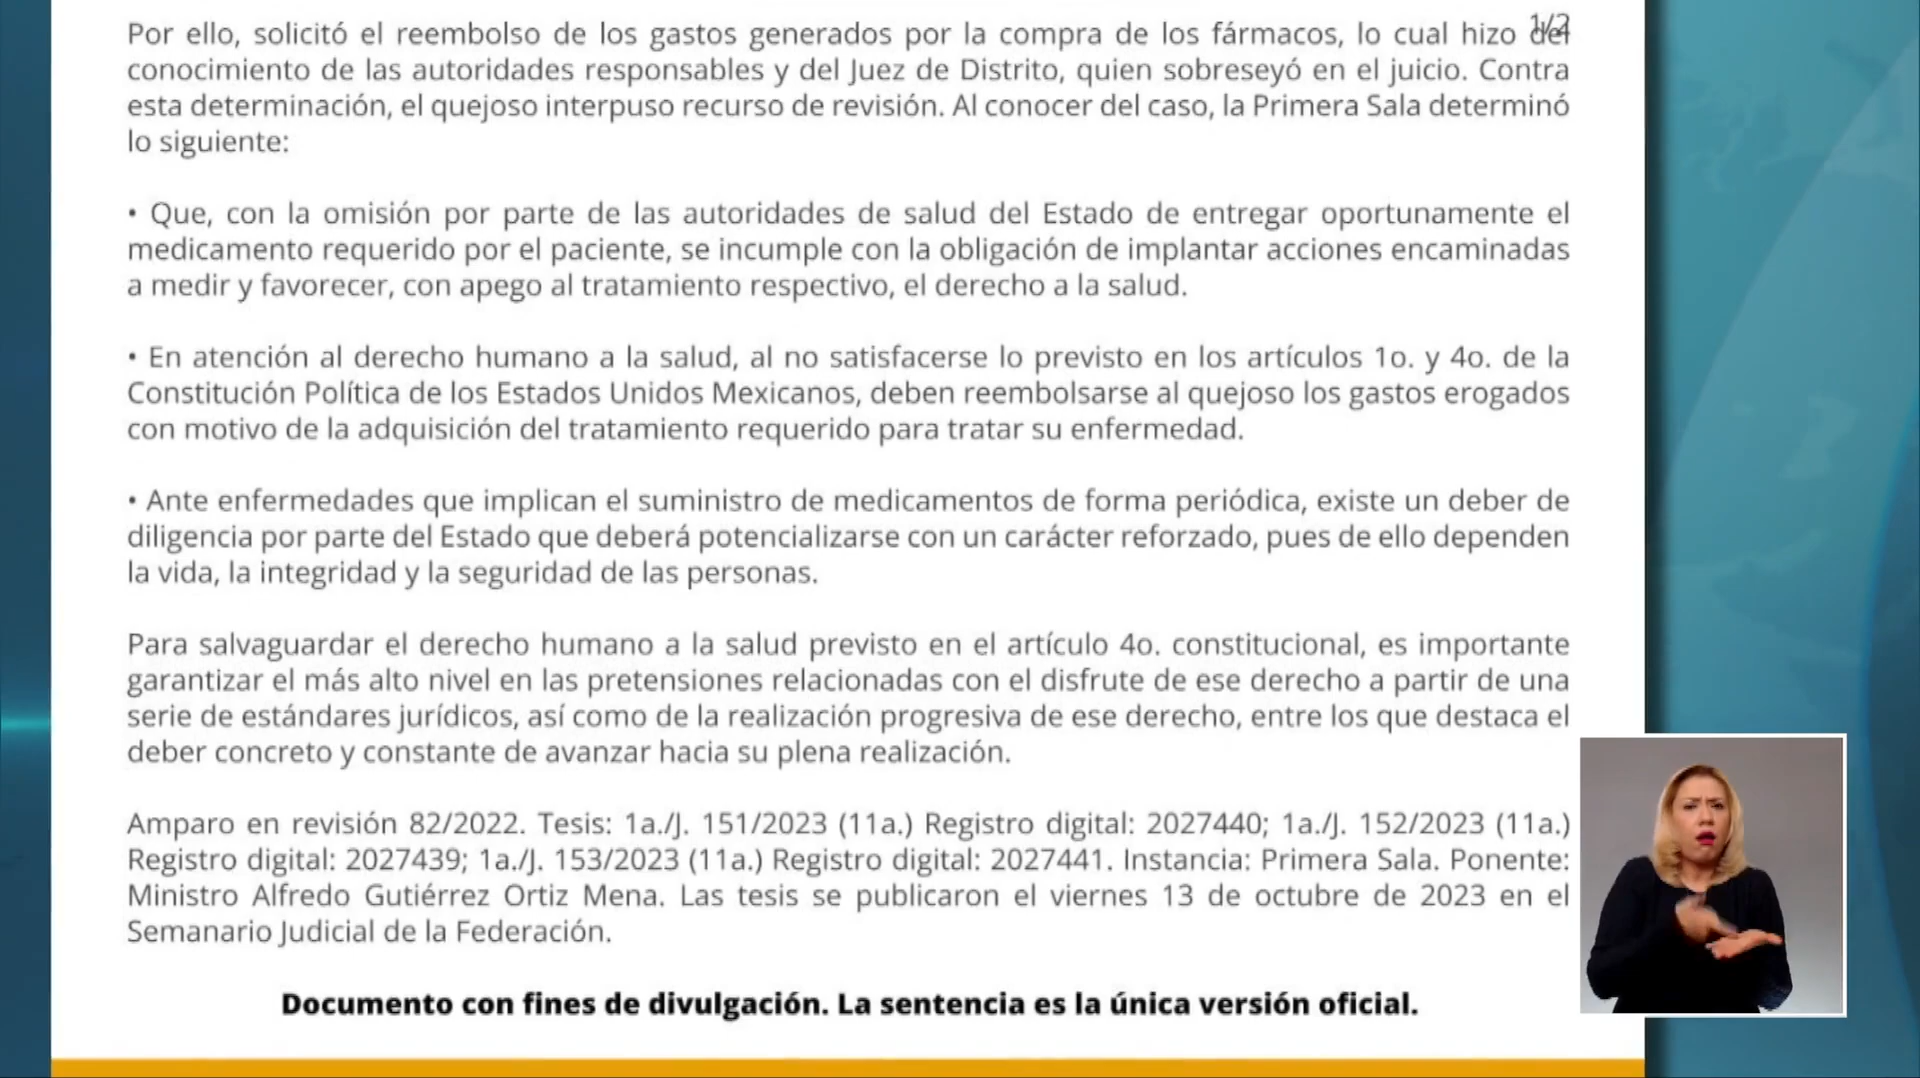 1/2
Por ello, solicitó el reembolso de los gastos generados por la compra de los fármacos, lo cual hizo del
conocimiento de las autoridades responsables y del Juez de Distrito, quien sobreseyó en el juicio. Contra
esta determinación, el quejoso interpuso recurso de revisión. Al conocer del caso, la Primera Sala determinó
lo siguiente:
• Que, con la omisión por parte de las autoridades de salud del Estado de entregar oportunamente el
medicamento requerido por el paciente, se incumple con la obligación de implantar acciones encaminadas
a medir y favorecer, con apego al tratamiento respectivo, el derecho a la salud.
• En atención al derecho humano a la salud, al no satisfacerse lo previsto en los artículos 1o. y 4o. de la
Constitución Política de los Estados Unidos Mexicanos, deben reembolsarse al quejoso los gastos erogados
con motivo de la adquisición del tratamiento requerido para tratar su enfermedad.
• Ante enfermedades que implican el suministro de medicamentos de forma periódica, existe un deber de
diligencia por parte del Estado que deberá potencializarse con un carácter reforzado, pues de ello dependen
la vida, la integridad y la seguridad de las personas.
Para salvaguardar el derecho humano a la salud previsto en el artículo 4o. constitucional, es importante
garantizar el más alto nivel en las pretensiones relacionadas con el disfrute de ese derecho a partir de una
serie de estándares jurídicos, así como de la realización progresiva de ese derecho, entre los que destaca el
deber concreto y constante de avanzar hacia su plena realización.
Amparo en revisión 82/2022. Tesis: 1a./J. 151/2023 (11a.) Registro digital: 2027440; 1a./J. 152/2023 (11a.)
Registro digital: 2027439; 1a./J. 153/2023 (11a.) Registro digital: 2027441. Instancia: Primera Sala. Ponente:
Ministro Alfredo Gutiérrez Ortiz Mena. Las tesis se publicaron el viernes 13 de octubre de 2023 en el
Semanario Judicial de la Federación.
Documento con fines de divulgación. La sentencia es la única versión oficial.